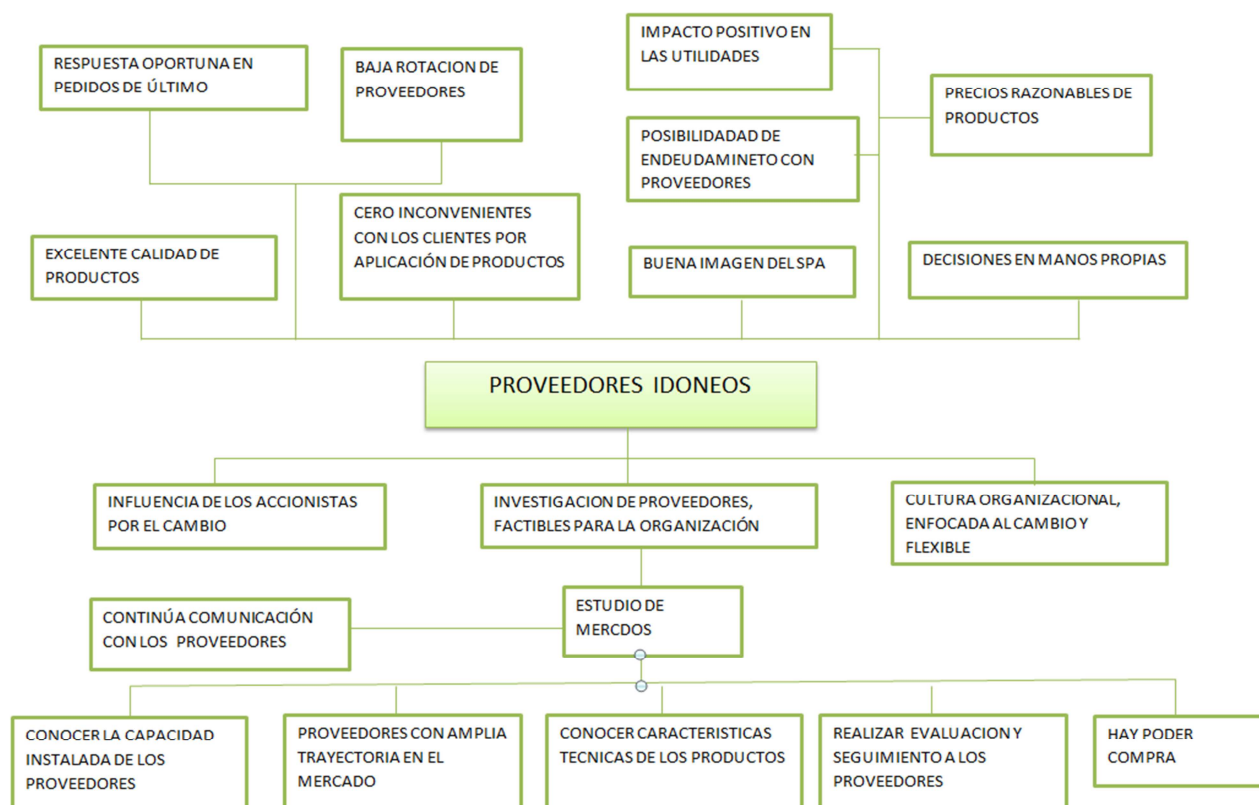 RESPUESTA OPORTUNA EN
PEDIDOS DE ÚLTIMO
BAJA ROTACION DE
PROVEEDORES
IMPACTO POSITIVO EN
LAS UTILIDADES
PRECIOS RAZONABLES DE
PRODUCTOS
POSIBILIDADAD DE
ENDEUDAMINETO CON
PROVEEDORES
EXCELENTE CALIDAD DE
PRODUCTOS
CERO INCONVENIENTES
CON LOS CLIENTES POR
APLICACIÓN DE PRODUCTOS
BUENA IMAGEN DEL SPA
DECISIONES EN MANOS PROPIAS
PROVEEDORES IDONEOS
INFLUENCIA DE LOS ACCIONISTAS
POR EL CAMBIO
INVESTIGACION DE PROVEEDORES,
FACTIBLES PARA LA ORGANIZACIÓN
CULTURA ORGANIZACIONAL,
ENFOCADA AL CAMBIO Y
FLEXIBLE
CONTINÚA COMUNICACIÓN
CON LOS PROVEEDORES
ESTUDIO DE
MERCDOS
CONOCER LA CAPACIDAD
INSTALADA DE LOS
PROVEEDORES
PROVEEDORES CON AMPLIA
TRAYECTORIA EN EL
MERCADO
CONOCER CARACTERISTICAS
TECNICAS DE LOS PRODUCTOS
REALIZAR EVALUACION Y
SEGUIMIENTO A LOS
PROVEEDORES
HAY PODER
COMPRA